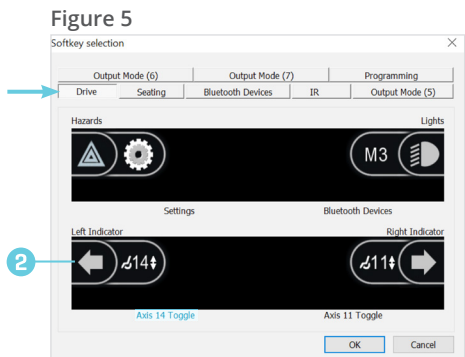 Figure 5
Softkey selection
Output Mode (6) Output Mode (7) Programming
Drive Seating Bluetooth Devices IR Output Mode (5)
Hazards Lights
M3
Settings Bluetooth Devices
Left Indicator Right Indicator
2 14 11
Axis 14 Toggle Axis 11 Toggle
OK Cancel